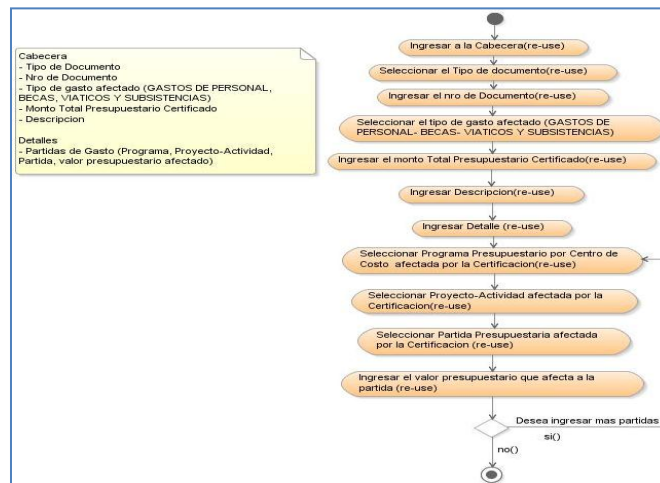 Cabecera
- Tipo de Documento
- Nro de Documento
- Tipo de gasto afectado (GASTOS DE PERSONAL,
BECAS, VIATICOS Y SUBSISTENCIAS)
- Monto Total Presupuestario Certificado
- Descripcion
Detalles
- Partidas de Gasto (Programa, Proyecto-Actividad,
Partida, valor presupuestario afectado)
Ingresar a la Cabecera(re-use)
Seleccionar el Tipo de documento(re-use)
Ingresar el nro de Documento(re-use)
Seleccionar el tipo de gasto afectado (GASTOS DE
PERSONAL- BECAS- VIATICOS Y SUBSISTENCIAS)
Ingresar el monto Total Presupuestario Certificado(re-use)
Ingresar Descripcion(re-use)
Ingresar Detalle (re-use)
Seleccionar Programa Presupuestario por Centro de
Costo afectada por la Certificacion(re-use)
Seleccionar Proyecto-Actividad afectada por la
Certificacion(re-use)
Seleccionar Partida Presupuestaria afectada
por la Certificacion (re-use)
Ingresar el valor presupuestario que afecta a la
partida (re-use)
Desea ingresar mas partidas
si()
no()